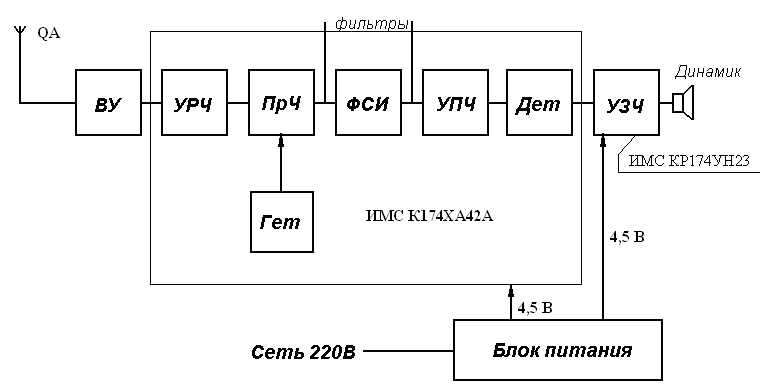 фильтры
QA
Динамик
ВУ
УРЧ
ПрЧ
ФСИ
УПЧ
Дет
УЗЧ
ИМС КР174УН23
Гет
ИМС К174ХА42А
4,5 В
4,5 В
Сеть 220В
Блок питания